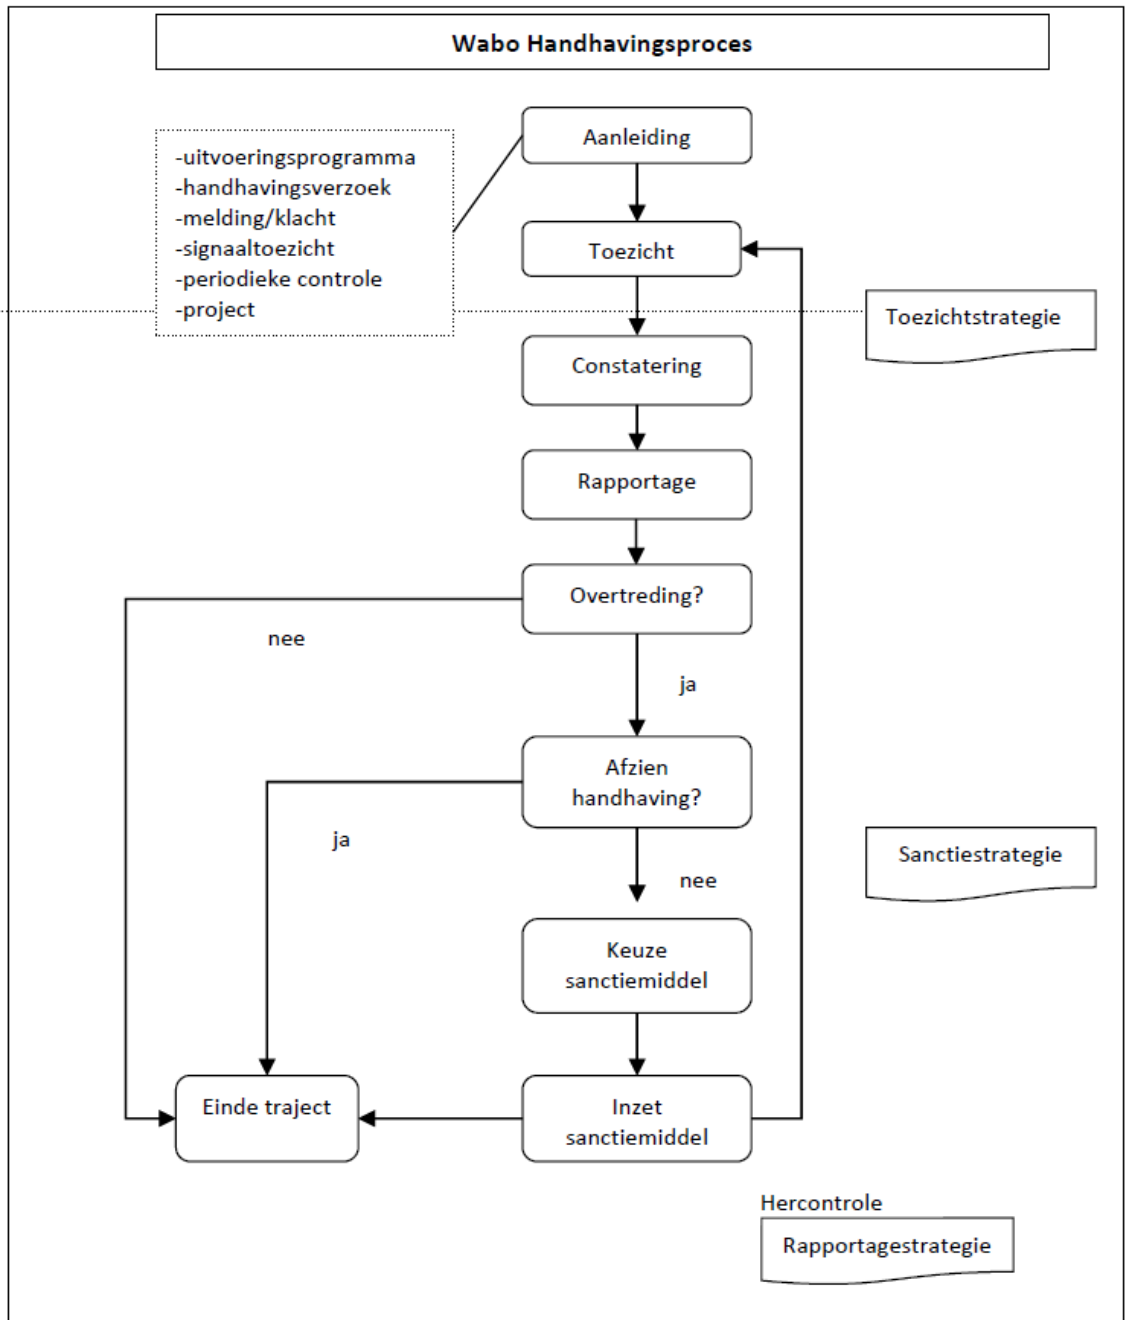 Wabo Handhavingsproces
Aanleiding
-uitvoeringsprogramma
-handhavingsverzoek
-melding/klacht
-signaaltoezicht
-periodieke controle
-project
Toezicht
Toezichtstrategie
Constatering
Rapportage
Overtreding?
nee
ja
Afzien
handhaving?
ja
nee
Sanctiestrategie
Keuze
sanctiemiddel
Einde traject
Inzet
sanctiemiddel
Hercontrole
Rapportagestrategie